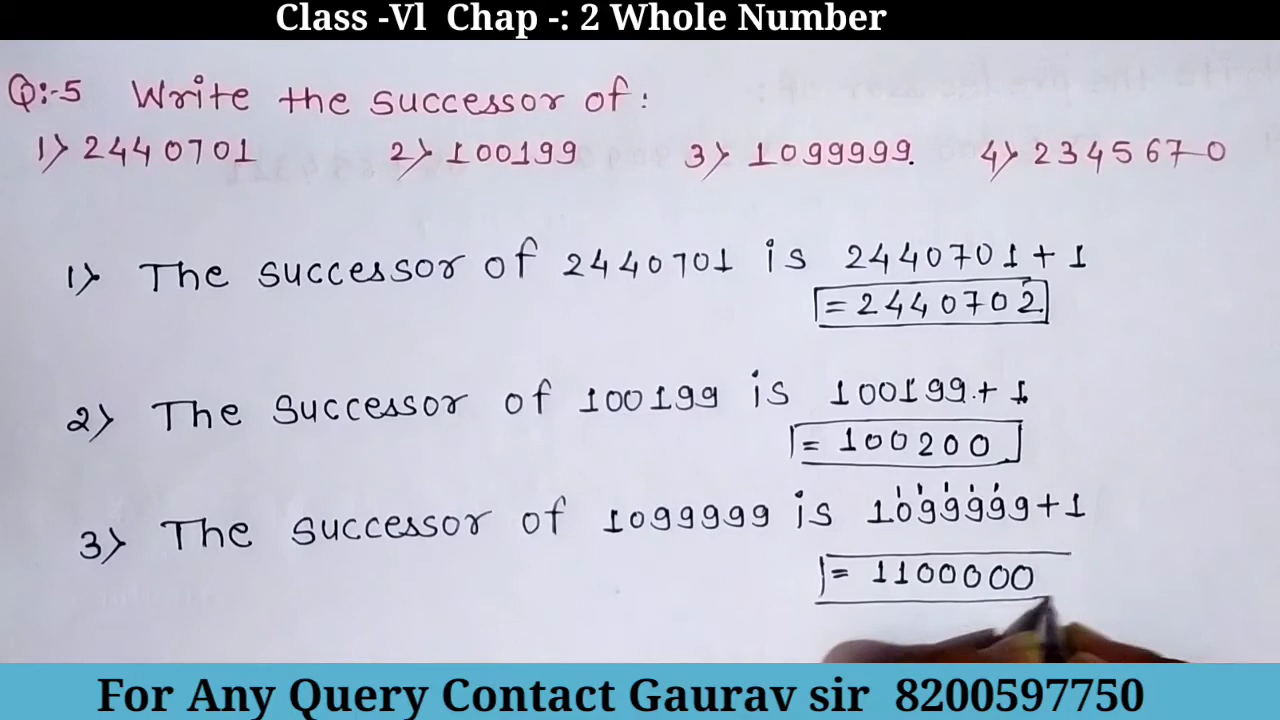 Class -Vl Chap -: 2 Whole Number
Q:-5 Write the successor of:
1) 2440701 2) 100199 3) 1099999. 4) 2345670
1) The successor of 2440701 is 2440701+1
= 2440702
2) The successor of 100199 is 100199+1
= 100200
3) The successor of 1099999 is 1099999+1
= 1100000
For Any Query Contact Gaurav sir 8200597750